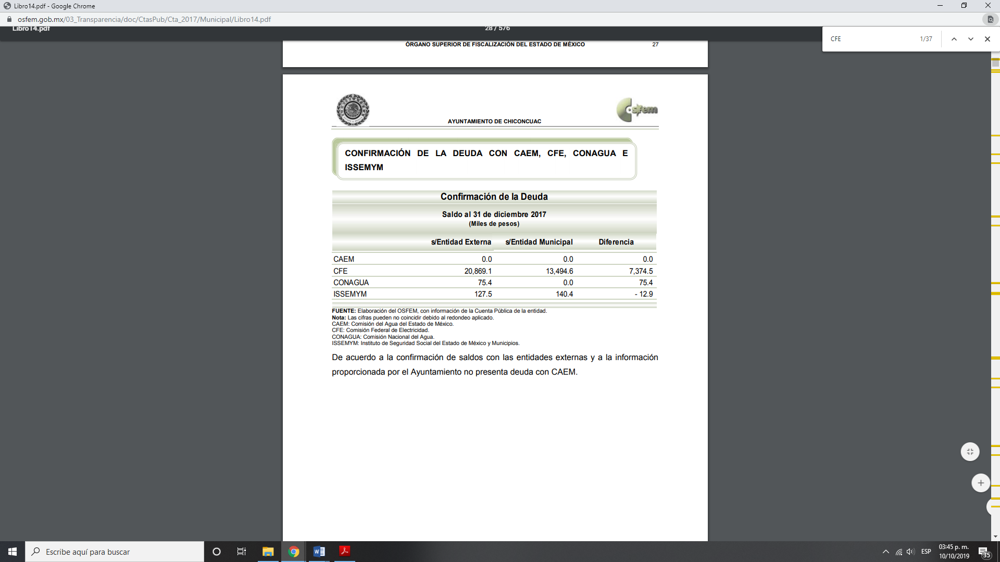 Libro14.pdf - Google Chrome
osfem.gob.mx/03_Transparencia/doc/CtasPub/Cta_2017/Municipal/Libro14.pdf
Libro14.pdf
28 / 576
CFE
1/37
ÓRGANO SUPERIOR DE FISCALIZACIÓN DEL ESTADO DE MÉXICO 27
osfem
AYUNTAMIENTO DE CHICONCUAC
CONFIRMACIÓN DE LA DEUDA CON CAEM, CFE, CONAGUA E
ISSEMYM
Confirmación de la Deuda
Saldo al 31 de diciembre 2017
(Miles de pesos)
s/Entidad Externa s/Entidad Municipal Diferencia
CAEM 0.0 0.0 0.0
CFE 20,869.1 13,494.6 7,374.5
CONAGUA 75.4 0.0 75.4
ISSEMYM 127.5 140.4 - 12.9
FUENTE: Elaboración del OSFEM, con información de la Cuenta Pública de la entidad.
Nota: Las cifras pueden no coincidir debido al redondeo aplicado.
CAEM: Comisión del Agua del Estado de México.
CFE: Comisión Federal de Electricidad.
CONAGUA: Comisión Nacional del Agua.
ISSEMYM: Instituto de Seguridad Social del Estado de México y Municipios.
De acuerdo a la confirmación de saldos con las entidades externas y a la información
proporcionada por el Ayuntamiento no presenta deuda con CAEM.
Escribe aquí para buscar
ESP
03:45 p. m.
10/10/2019
35